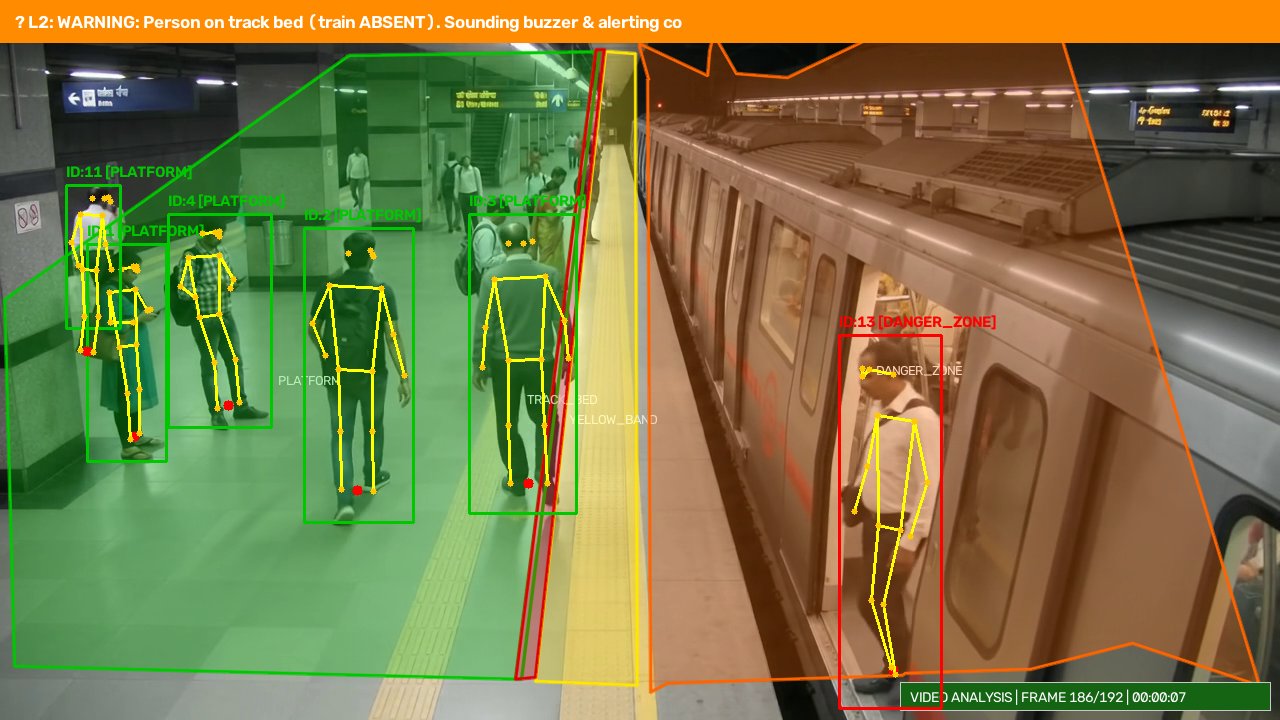 ? L2: WARNING: Person on track bed (train ABSENT). Sounding buzzer & alerting co
ID:11 [PLATFORM]
ID:4 [PLATFORM]
ID:2 [PLATFORM]
[PLATFORM]
[PLATFORM]
ID:13 [DANGER_ZONE]
DANGER_ZONE
PLATFORM
TRACK_BED
YELLOW_BAND
VIDEO ANALYSIS | FRAME 186/192 | 00:00:07